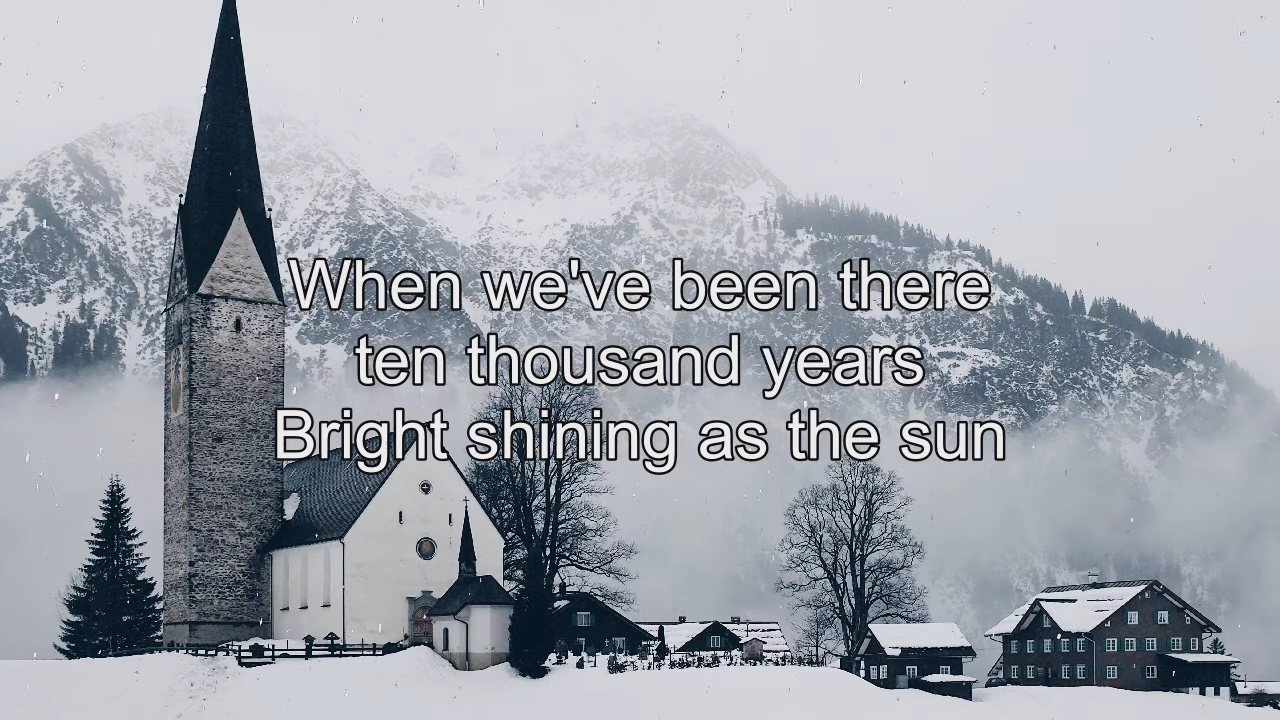 When we've been there
ten thousand years
Bright shining as the sun